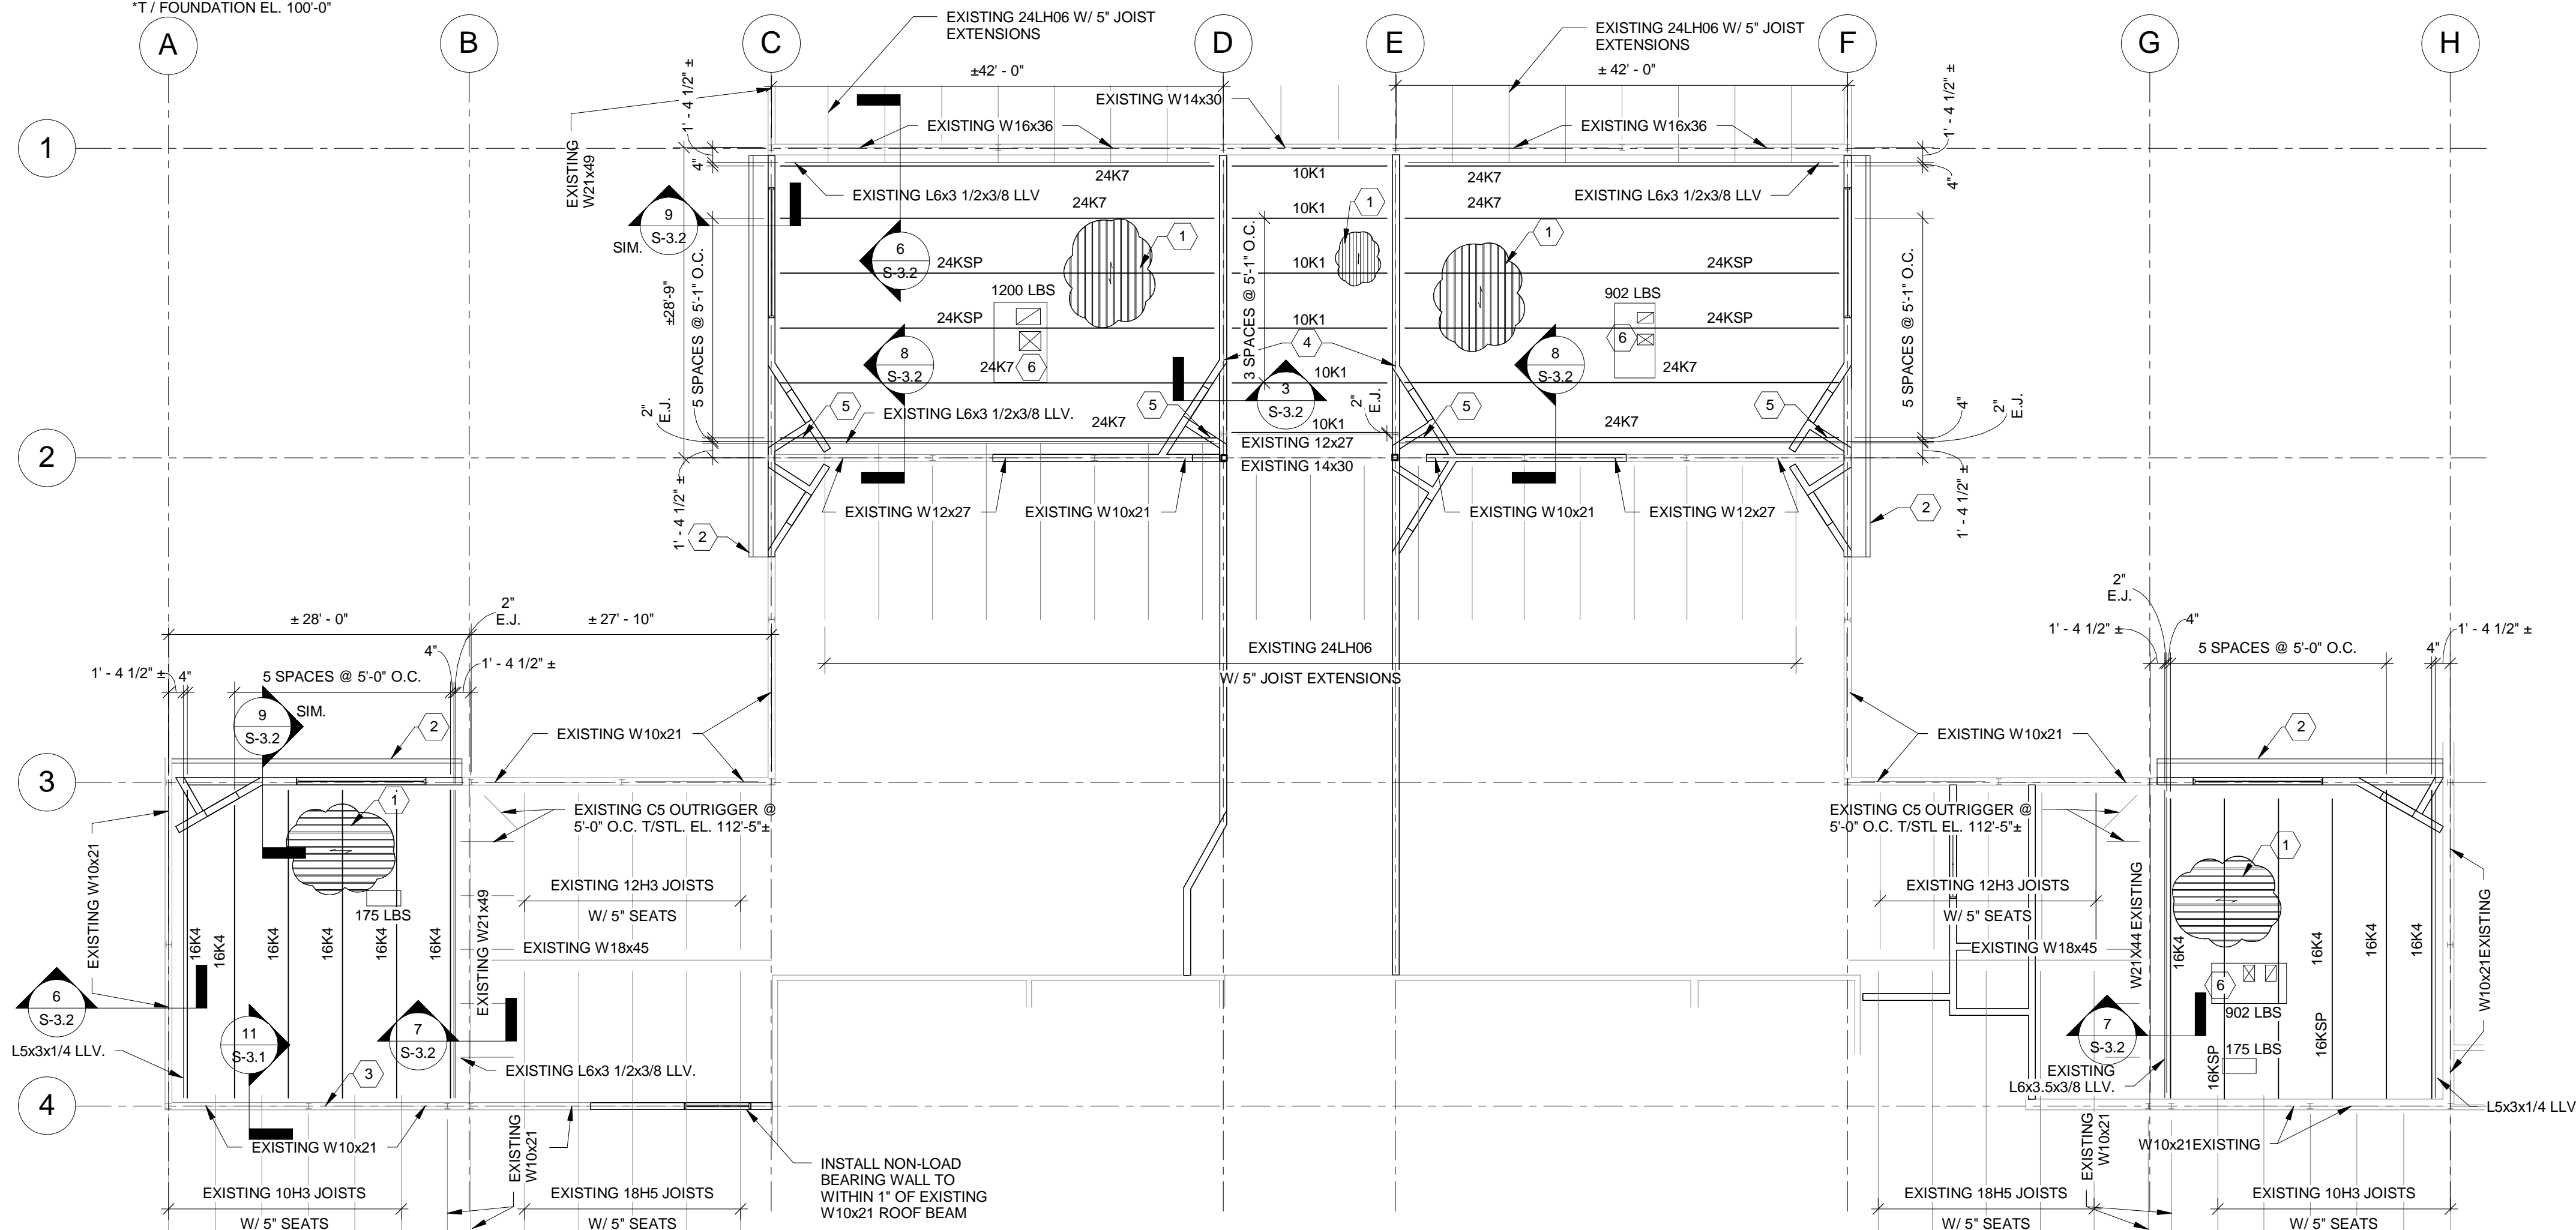 *T / FOUNDATION EL. 100'-0"
A
B
C
D
E
F
G
H
EXISTING 24LH06 W/ 5" JOIST
EXTENSIONS
EXISTING 24LH06 W/ 5" JOIST
EXTENSIONS
±42' - 0"
± 42' - 0"
1' - 4 1/2" ±
EXISTING W14x30
1' - 4 1/2" ±
EXISTING
W21x49
EXISTING W16x36
EXISTING W16x36
1
4"
4"
24K7
10K1
24K7
EXISTING L6x3 1/2x3/8 LLV
EXISTING L6x3 1/2x3/8 LLV
24K7
10K1
24K7
9
S-3.2
SIM.
1
1
1
6
S-3.2
24KSP
10K1
24KSP
±28'-9"
5 SPACES @ 5'-1" O.C.
3 SPACES @ 5'-1" O.C.
5 SPACES @ 5'-1" O.C.
1200 LBS
902 LBS
24KSP
10K1
24KSP
6
4
8
S-3.2
24K7
6
8
S-3.2
24K7
10K1
3
S-3.2
2"
E.J.
5
EXISTING L6x3 1/2x3/8 LLV.
5
2"
E.J.
5
5
4"
2"
E.J.
24K7
10K1
24K7
2
EXISTING 12x27
EXISTING 14x30
1' - 4 1/2" ±
1' - 4 1/2" ±
EXISTING W12x27
EXISTING W10x21
EXISTING W10x21
EXISTING W12x27
2
2
± 28' - 0"
2"
E.J.
± 27' - 10"
2"
E.J.
EXISTING 24LH06
W/ 5" JOIST EXTENSIONS
1' - 4 1/2" ±
4"
5 SPACES @ 5'-0" O.C.
4"
1' - 4 1/2" ±
1' - 4 1/2" ±
4"
5 SPACES @ 5'-0" O.C.
4"
1' - 4 1/2" ±
9
S-3.2
SIM.
2
EXISTING W10x21
EXISTING W10x21
2
3
1
EXISTING C5 OUTRIGGER @
5'-0" O.C. T/STL. EL. 112'-5"±
EXISTING C5 OUTRIGGER @
5'-0" O.C. T/STL EL. 112'-5"±
1
EXISTING W10x21
175 LBS
EXISTING 12H3 JOISTS
W/ 5" SEATS
EXISTING 12H3 JOISTS
W/ 5" SEATS
16K4
16K4
16K4
16K4
16K4
16K4
EXISTING W21x49
EXISTING W18x45
EXISTING W18x45
W21X44 EXISTING
16K4
16K4
16K4
16K4
W10x21EXISTING
6
S-3.2
6
902 LBS
11
S-3.1
7
S-3.2
7
S-3.2
16KSP
16KSP
175 LBS
L5x3x1/4 LLV.
3
EXISTING L6x3 1/2x3/8 LLV.
EXISTING
L6x3.5x3/8 LLV.
4
L5x3x1/4 LLV
EXISTING W10x21
EXISTING
W10x21
EXISTING
W10x21
W10x21EXISTING
INSTALL NON-LOAD
BEARING WALL TO
WITHIN 1" OF EXISTING
W10x21 ROOF BEAM
EXISTING 10H3 JOISTS
W/ 5" SEATS
EXISTING 18H5 JOISTS
W/ 5" SEATS
EXISTING 18H5 JOISTS
W/ 5" SEATS
EXISTING 10H3 JOISTS
W/ 5" SEATS